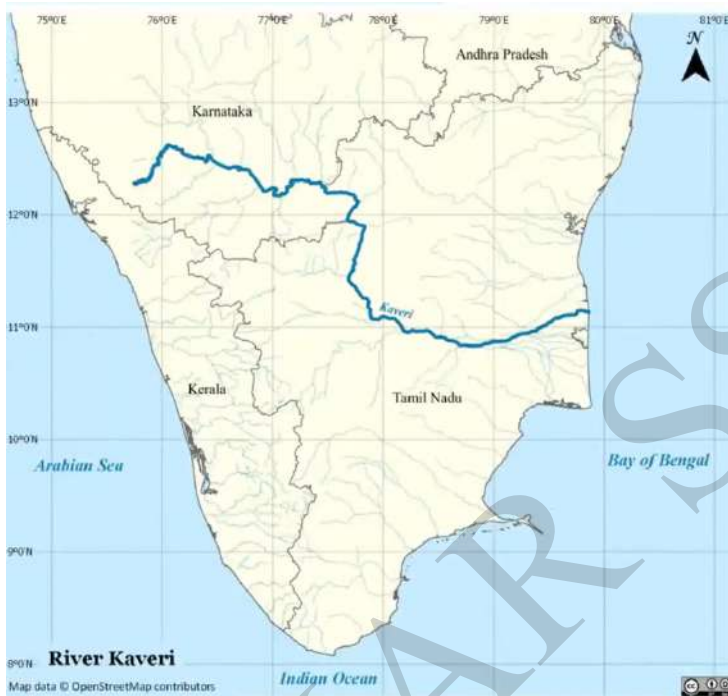 75°0'E 76°0'E 77°0'E 78°0'E 79°0'E 80°0'E 81°0'E
N
Andhra Pradesh
13°0'N
Karnataka
12°0'N
Kaveri
11°0'N
Kerala
Tamil Nadu
10°0'N
Arabian Sea
Bay of Bengal
9°0'N
River Kaveri
8°0'N
Indian Ocean
Map data © OpenStreetMap contributors
cc